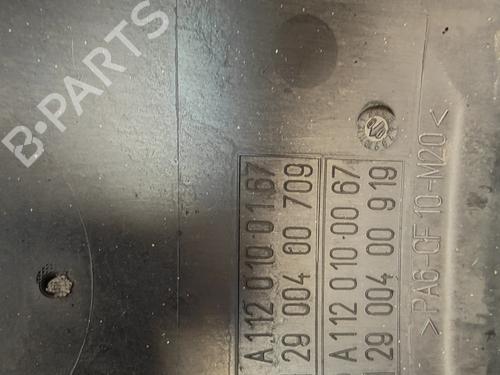 B-PARTS
A 112 010 01 67
29 004 00 709
A 112 010 00 67
29 004 00 919
>PA6-GF 10-M20<